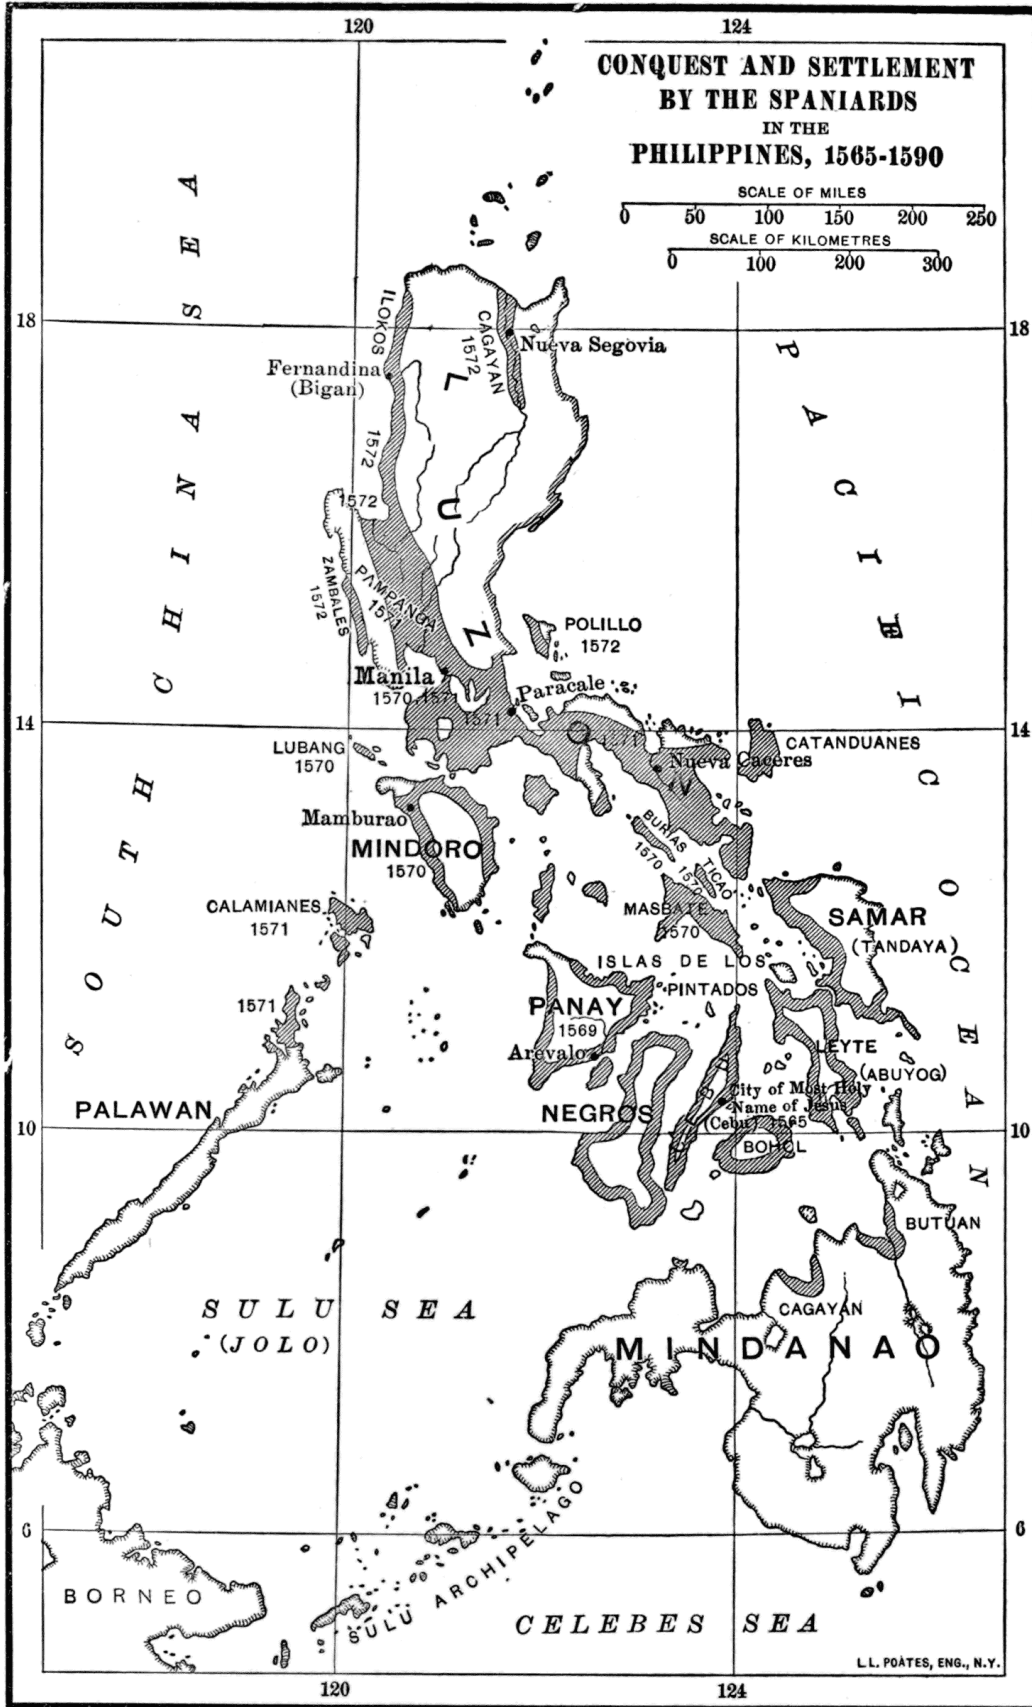 120
124
CONQUEST AND SETTLEMENT
BY THE SPANIARDS
IN THE
PHILIPPINES, 1565-1590
SCALE OF MILES
0 50 100 150 200 250
SCALE OF KILOMETRES
0 100 200 300
SOUTH CHINA SEA
PACIFIC OCEAN
18
18
ILOKOS
CAGAYAN
1572
Nueva Segovia
Fernandina
(Bigan)
LUZON
1572
1572
ZAMBALES
1572
PAMPANGA
1571
POLILLO
1572
Manila
1570, 1571
Paracale
1571
14
1571
LUBANG
1570
Nueva Caceres
CATANDUANES
V
Mamburao
MINDORO
1570
BURIAS
1570
TICAO
1570
MASBATE
1570
CALAMIANES
1571
SAMAR
(TANDAYA)
ISLAS DE LOS
PINTADOS
1571
PANAY
1569
Arevalo
LEYTE
(ABUYOG)
PALAWAN
NEGROS
CEBU
City of Most Holy
Name of Jesus
(Cebu) 1565
10
10
BOHOL
BUTUAN
CAGAYAN
SULU SEA
(JOLO)
MINDANAO
6
6
SULU ARCHIPELAGO
BORNEO
CELEBES SEA
L.L. POATES, ENG., N.Y.
120
124